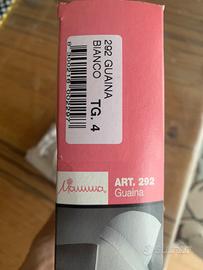 292 GUAINA
BIANCO
TG. 4
Mamma
ART. 292
Guaina